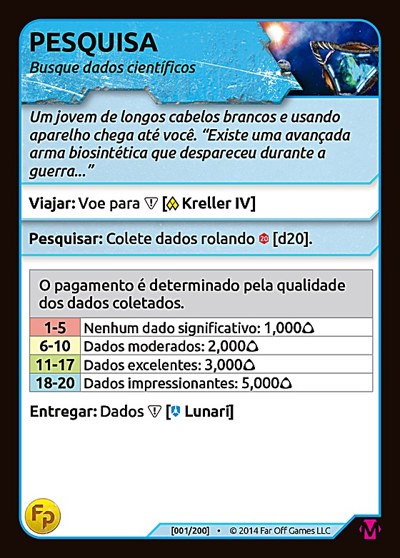 PESQUISA
Busque dados científicos
Um jovem de longos cabelos brancos e usando
aparelho chega até você. “Existe uma avançada
arma biosintética que despareceu durante a
guerra...”
Viajar: Voe para [Kreller IV]
Pesquisar: Colete dados rolando 20 [d20].
O pagamento é determinado pela qualidade
dos dados coletados.
1-5 Nenhum dado significativo: 1,000
6-10 Dados moderados: 2,000
11-17 Dados excelentes: 3,000
18-20 Dados impressionantes: 5,000
Entregar: Dados [Lunari]
FP
[001/200] • © 2014 Far Off Games LLC